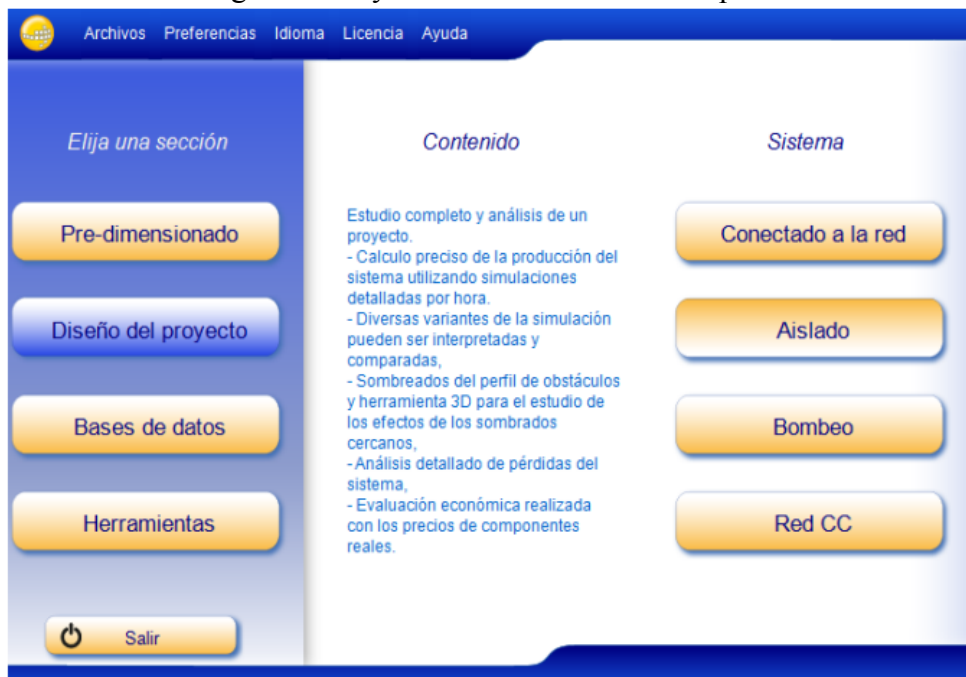 Archivos Preferencias Idioma Licencia Ayuda
Elija una sección
Pre-dimensionado
Diseño del proyecto
Bases de datos
Herramientas
Salir
Contenido
Estudio completo y análisis de un
proyecto.
- Calculo preciso de la producción del
sistema utilizando simulaciones
detalladas por hora.
- Diversas variantes de la simulación
pueden ser interpretadas y
comparadas,
- Sombreados del perfil de obstáculos
y herramienta 3D para el estudio de
los efectos de los sombrados
cercanos,
- Análisis detallado de pérdidas del
sistema,
- Evaluación económica realizada
con los precios de componentes
reales.
Sistema
Conectado a la red
Aislado
Bombeo
Red CC